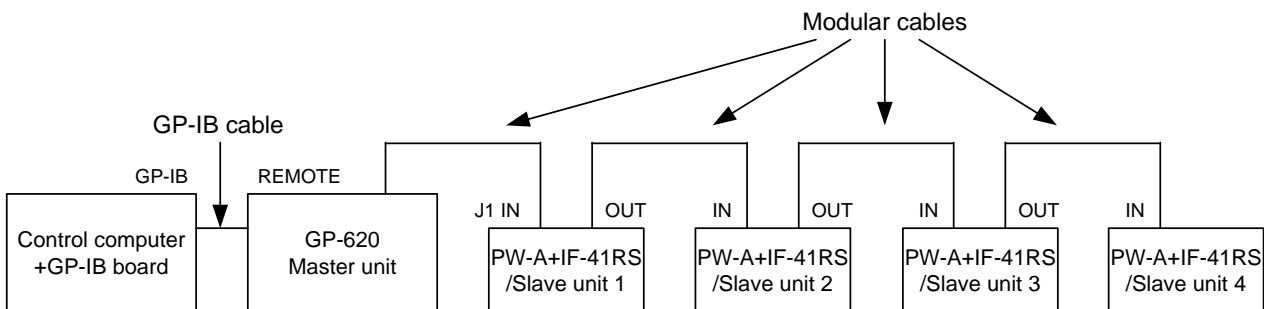 Modular cables
GP-IB cable
GP-IB
REMOTE
J1 IN
OUT
IN
OUT
IN
OUT
IN
Control computer
+GP-IB board
GP-620
Master unit
PW-A+IF-41RS
/Slave unit 1
PW-A+IF-41RS
/Slave unit 2
PW-A+IF-41RS
/Slave unit 3
PW-A+IF-41RS
/Slave unit 4